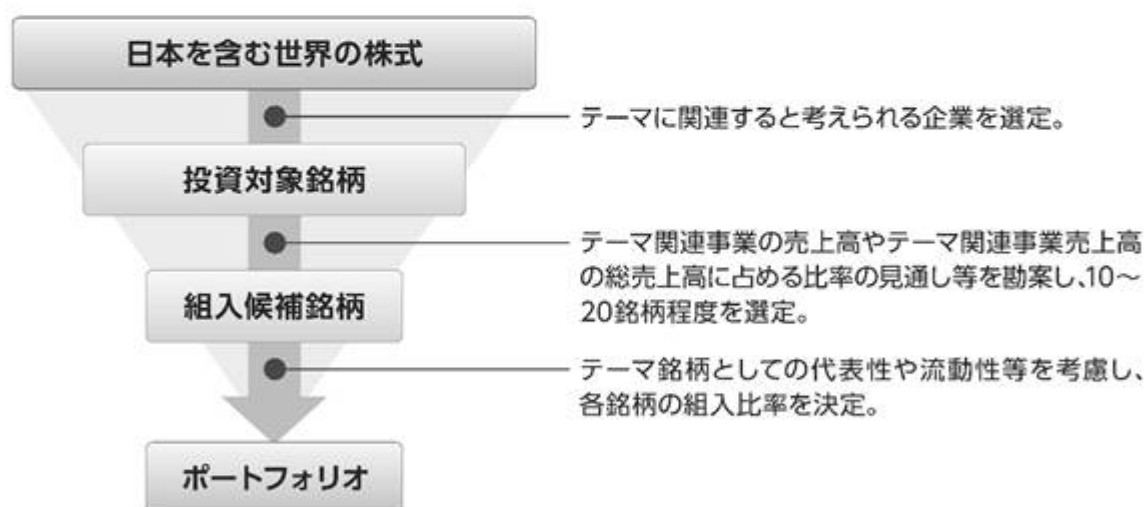 日本を含む世界の株式
テーマに関連すると考えられる企業を選定。
投資対象銘柄
テーマ関連事業の売上高やテーマ関連事業売上高
の総売上高に占める比率の見通し等を勘案し、10〜
20銘柄程度を選定。
組入候補銘柄
テーマ銘柄としての代表性や流動性等を考慮し、
各銘柄の組入比率を決定。
ポートフォリオ